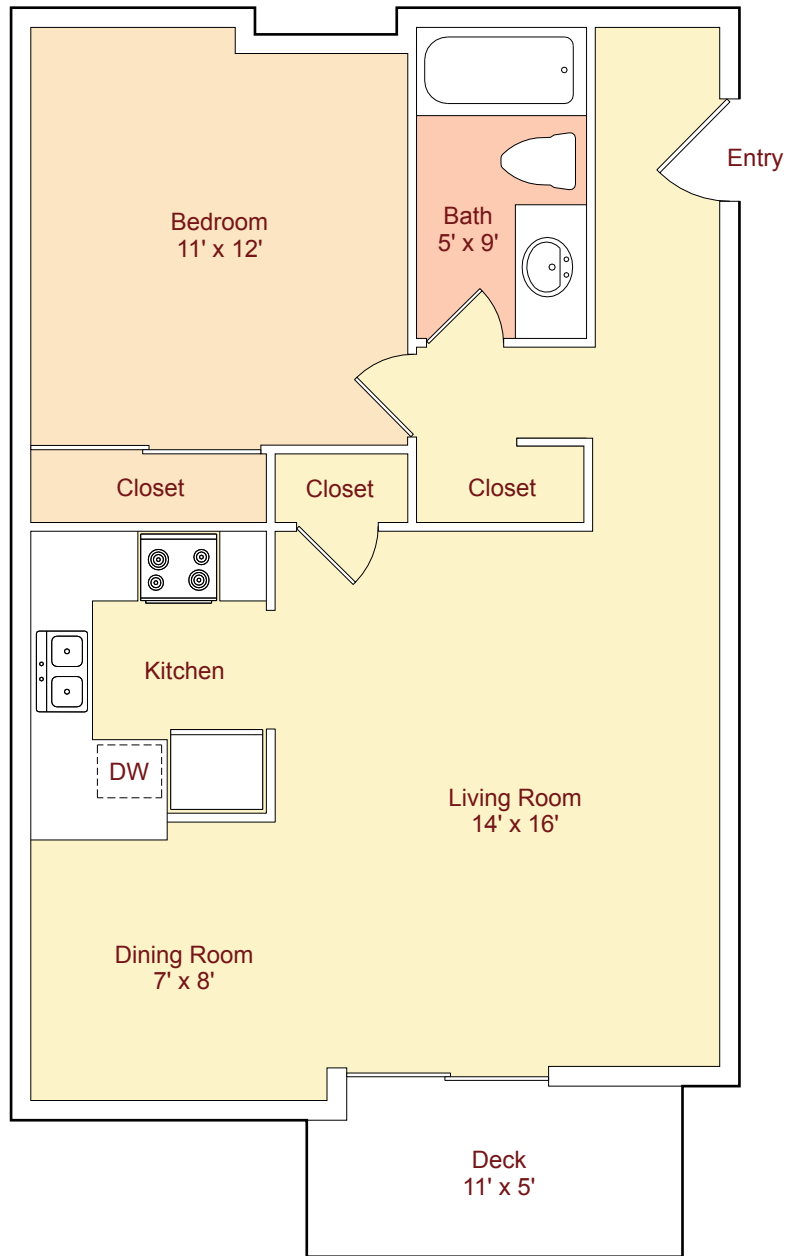 Entry
Bedroom
11' x 12'
Bath
5' x 9'
Closet
Closet
Closet
Kitchen
DW
Living Room
14' x 16'
Dining Room
7' x 8'
Deck
11' x 5'